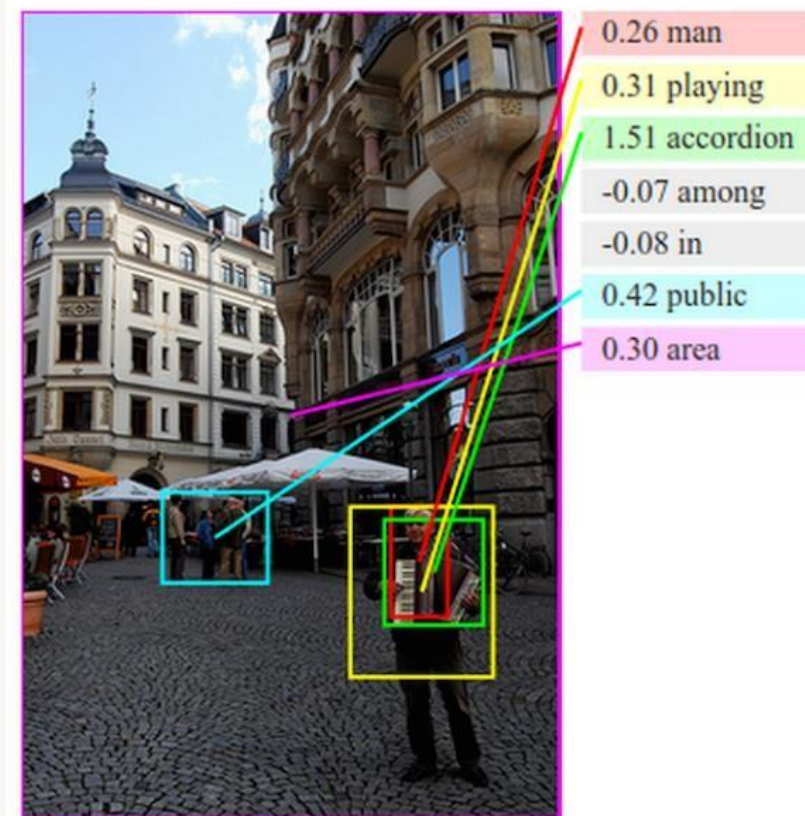 0.26 man
0.31 playing
1.51 accordion
-0.07 among
-0.08 in
0.42 public
0.30 area